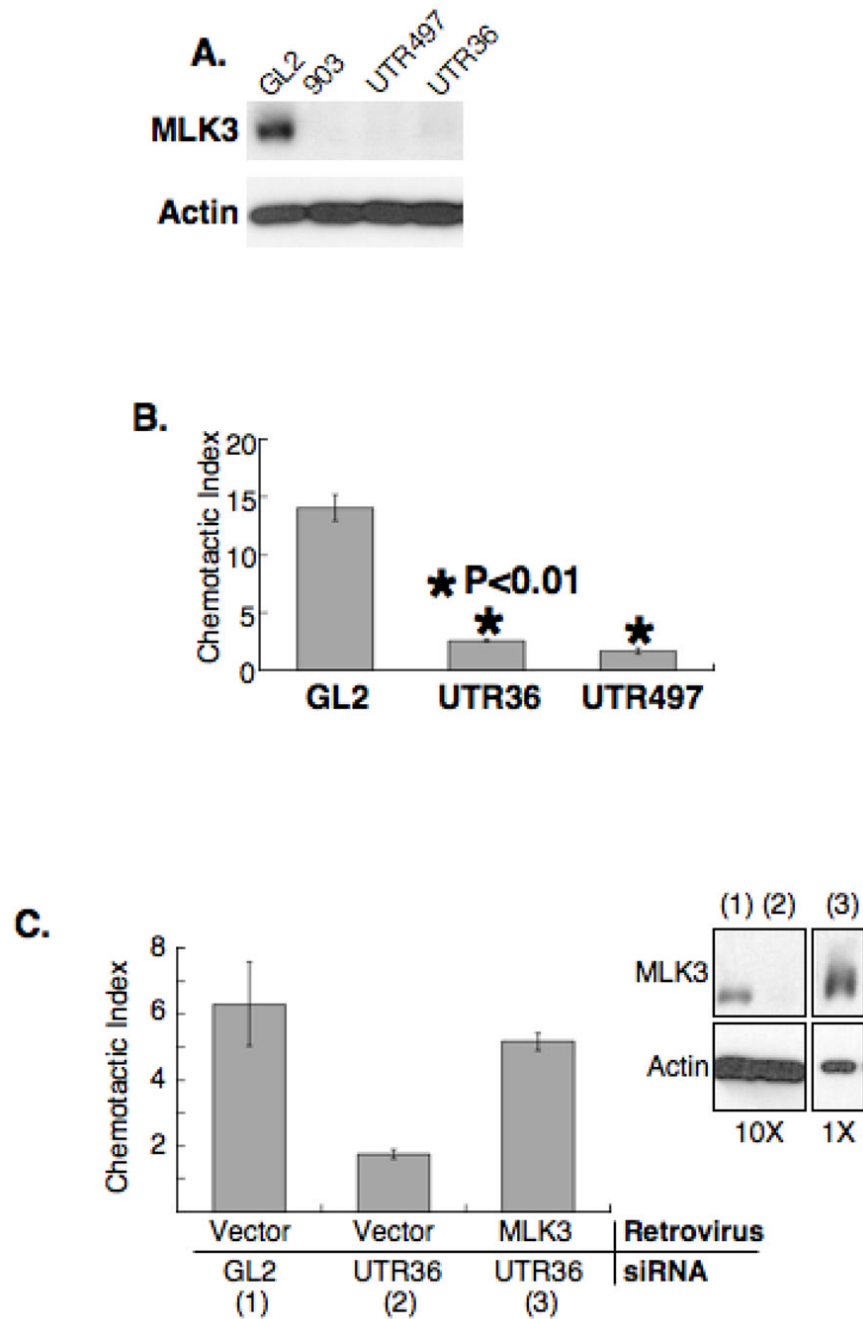 A.
GL2 903 UTR497 UTR36
MLK3
Actin
B.
Chemotactic Index
20
15
10
5
0
★ P<0.01
★ ★
GL2 UTR36 UTR497
C.
Chemotactic Index
8
6
4
2
Vector Vector MLK3 Retrovirus
GL2 UTR36 UTR36 siRNA
(1) (2) (3)
(1) (2) (3)
MLK3
Actin
10X 1X